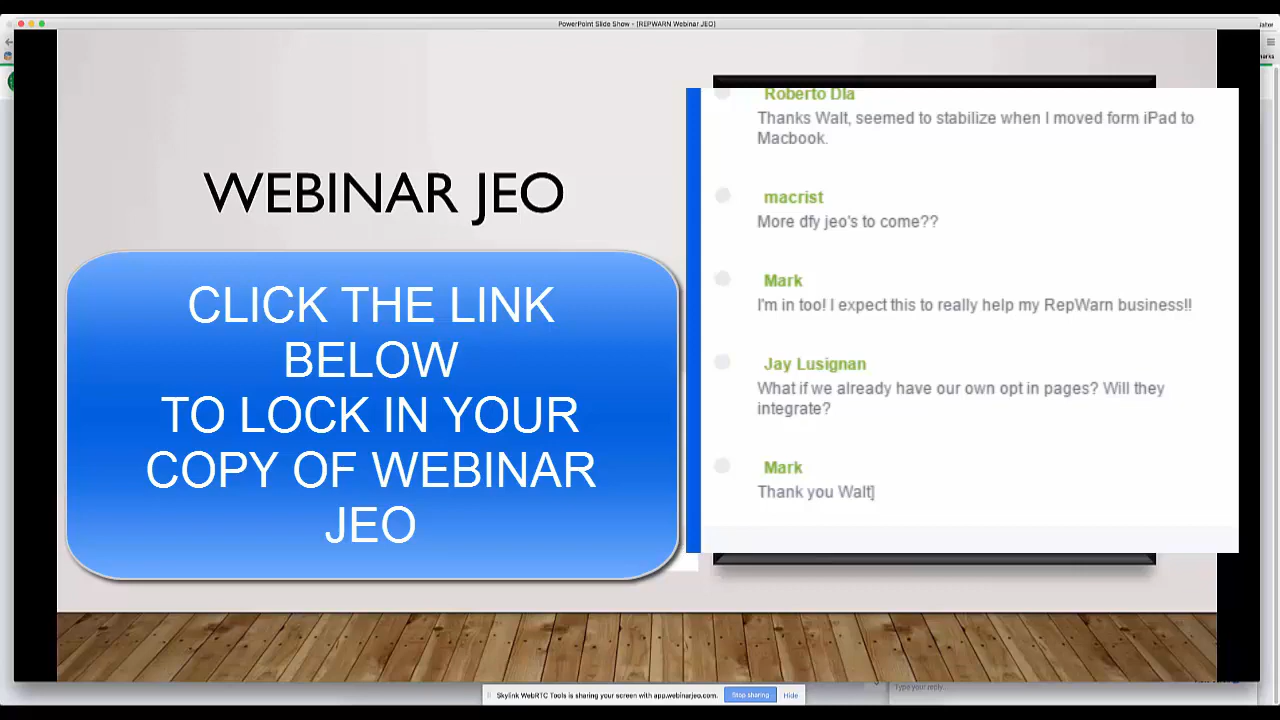 PowerPoint Slide Show - [REPWARN Webinar JEO]
WEBINAR JEO
CLICK THE LINK
BELOW
TO LOCK IN YOUR
COPY OF WEBINAR
JEO
Roberto Dla
Thanks Walt, seemed to stabilize when I moved form iPad to
Macbook.
macrist
More dfy jeo's to come??
Mark
I'm in too! I expect this to really help my RepWarn business!!
Jay Lusignan
What if we already have our own opt in pages? Will they
integrate?
Mark
Thank you Walt]
Skylink WebRTC Tools is sharing your screen with app.webinarjeo.com.
Stop sharing
Hide
Type your reply...